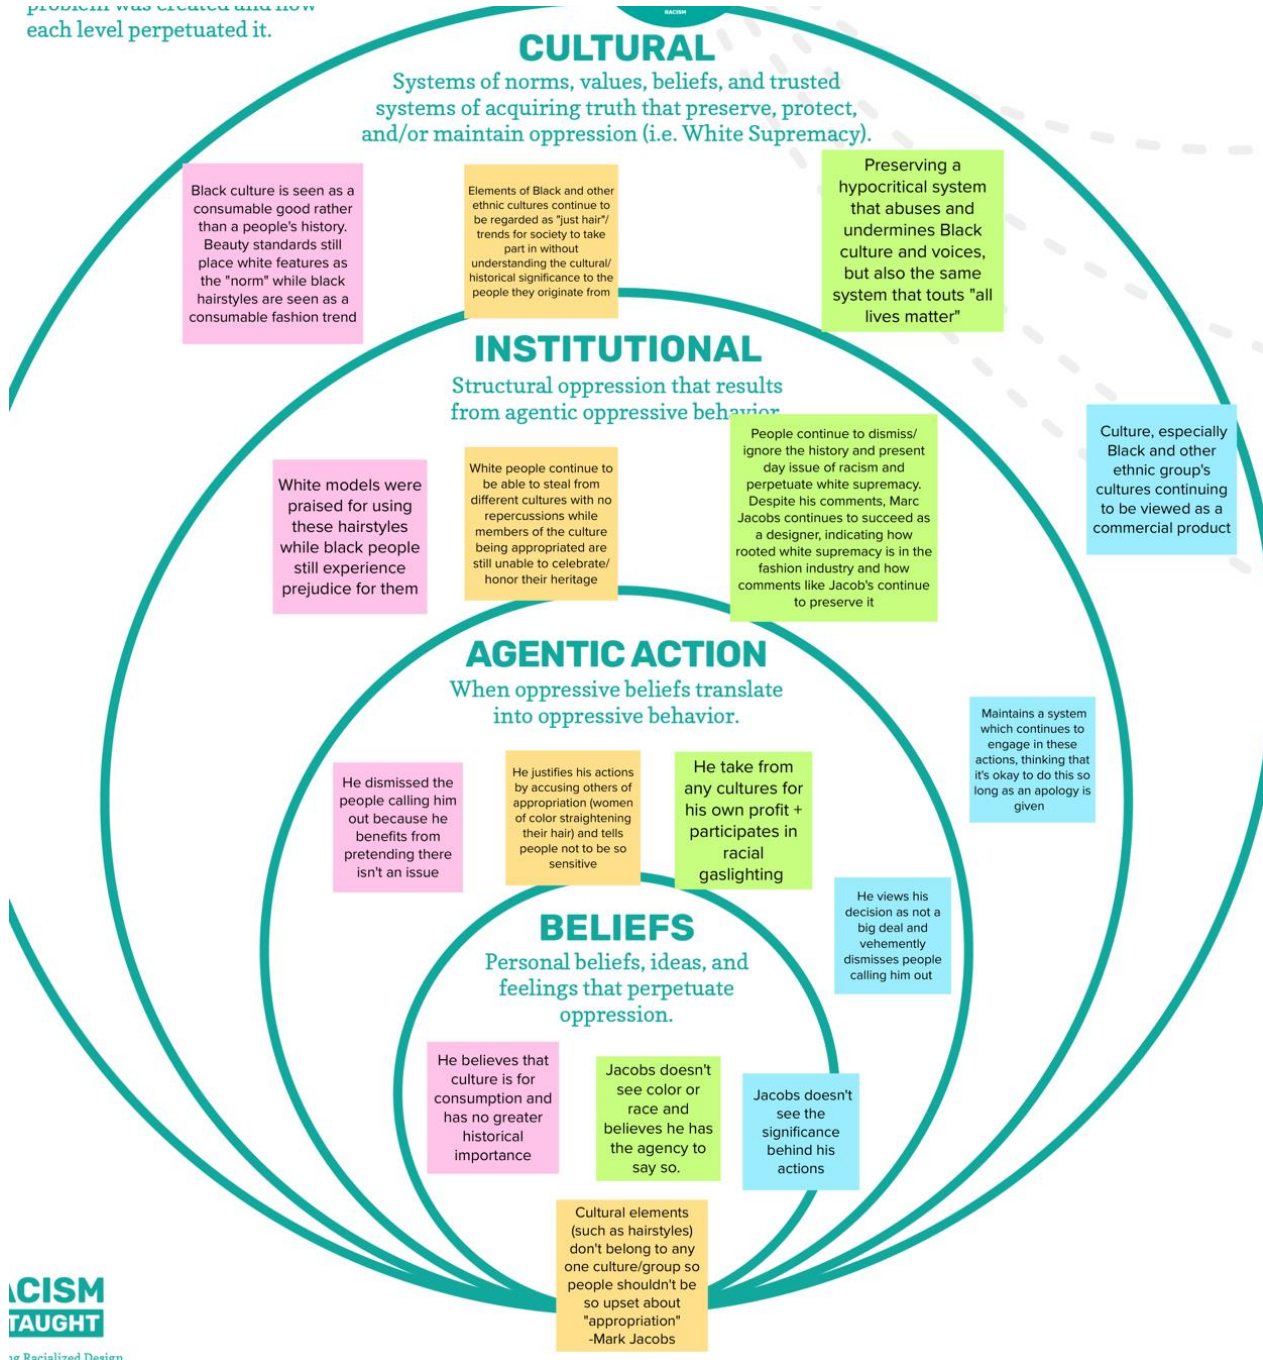 problem was created and how
each level perpetuated it.
RACISM
CULTURAL
Systems of norms, values, beliefs, and trusted
systems of acquiring truth that preserve, protect,
and/or maintain oppression (i.e. White Supremacy).
Black culture is seen as a
consumable good rather
than a people's history.
Beauty standards still
place white features as
the "norm" while black
hairstyles are seen as a
consumable fashion trend
Elements of Black and other
ethnic cultures continue to
be regarded as "just hair"/
trends for society to take
part in without
understanding the cultural/
historical significance to the
people they originate from
Preserving a
hypocritical system
that abuses and
undermines Black
culture and voices,
but also the same
system that touts "all
lives matter"
Culture, especially
Black and other
ethnic group's
cultures continuing
to be viewed as a
commercial product
INSTITUTIONAL
Structural oppression that results
from agentic oppressive behavior.
White models were
praised for using
these hairstyles
while black people
still experience
prejudice for them
White people continue to
be able to steal from
different cultures with no
repercussions while
members of the culture
being appropriated are
still unable to celebrate/
honor their heritage
People continue to dismiss/
ignore the history and present
day issue of racism and
perpetuate white supremacy.
Despite his comments, Marc
Jacobs continues to succeed as
a designer, indicating how
rooted white supremacy is in the
fashion industry and how
comments like Jacob's continue
to preserve it
Maintains a system
which continues to
engage in these
actions, thinking that
it's okay to do this so
long as an apology is
given
AGENTIC ACTION
When oppressive beliefs translate
into oppressive behavior.
He dismissed the
people calling him
out because he
benefits from
pretending there
isn't an issue
He justifies his actions
by accusing others of
appropriation (women
of color straightening
their hair) and tells
people not to be so
sensitive
He take from
any cultures for
his own profit +
participates in
racial
gaslighting
He views his
decision as not a
big deal and
vehemently
dismisses people
calling him out
BELIEFS
Personal beliefs, ideas, and
feelings that perpetuate
oppression.
He believes that
culture is for
consumption and
has no greater
historical
importance
Jacobs doesn't
see color or
race and
believes he has
the agency to
say so.
Jacobs doesn't
see the
significance
behind his
actions
Cultural elements
(such as hairstyles)
don't belong to any
one culture/group so
people shouldn't be
so upset about
"appropriation"
-Mark Jacobs
ACISM
TAUGHT
ng Racialized Design